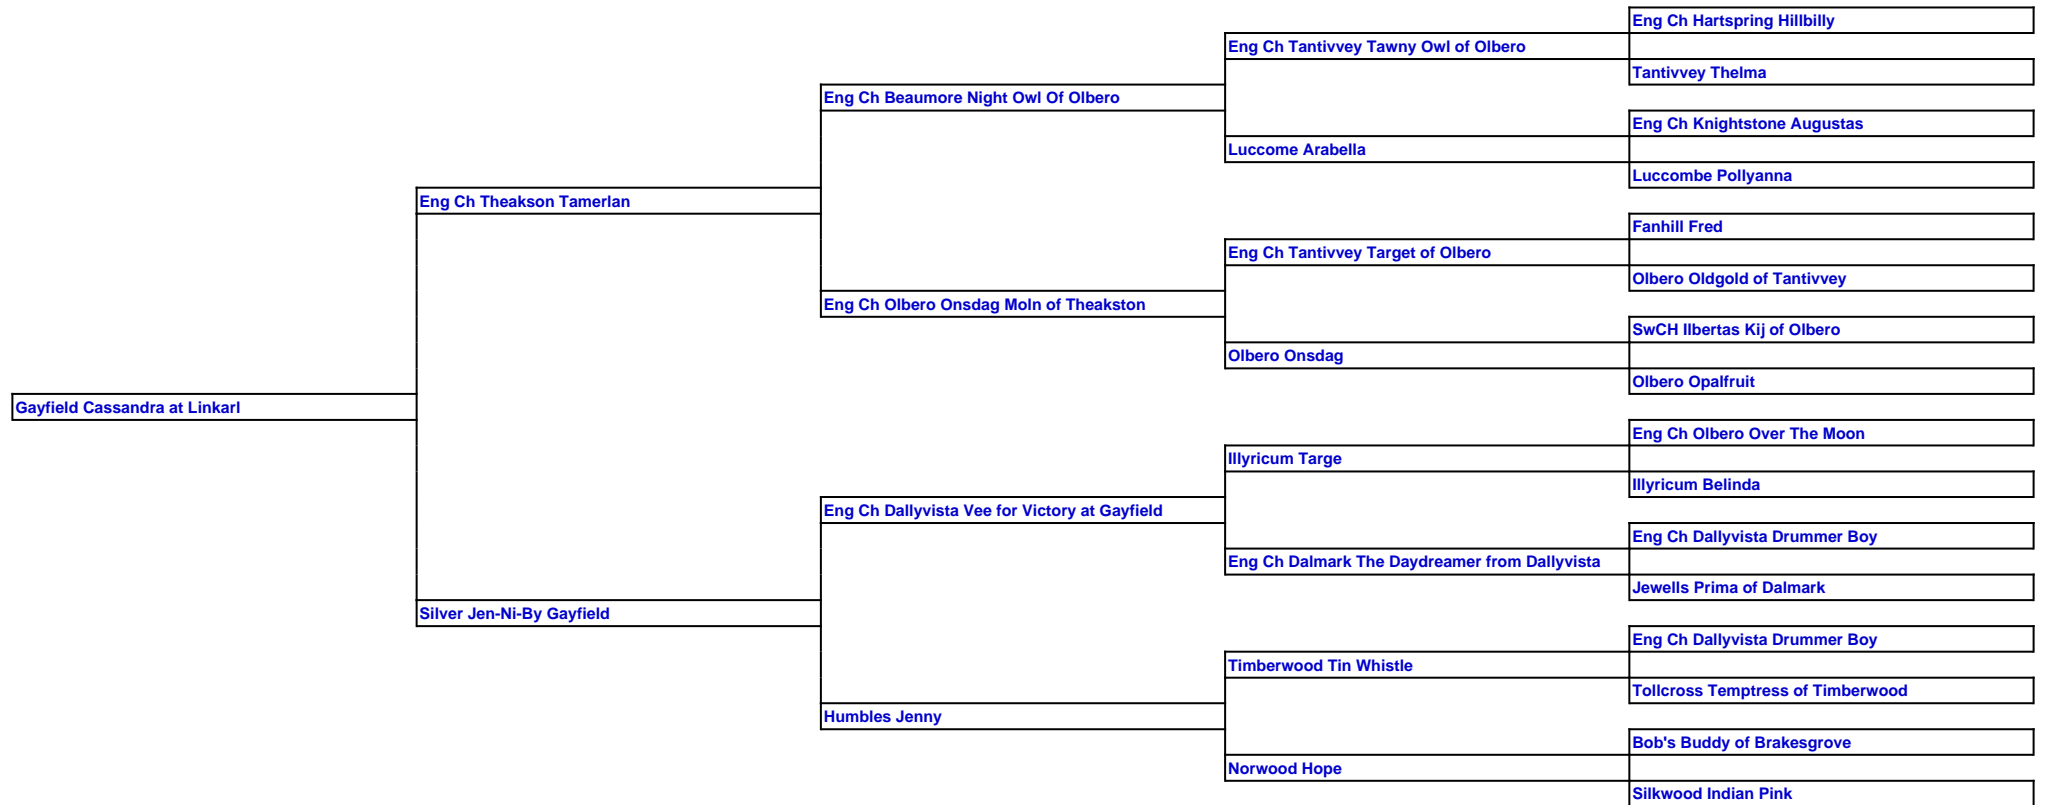 Eng Ch Hartspring Hillbilly
Eng Ch Tantivvey Tawny Owl of Olbero
Tantivvey Thelma
Eng Ch Beaumore Night Owl Of Olbero
Eng Ch Knightstone Augustas
Luccome Arabella
Luccombe Pollyanna
Eng Ch Theakson Tamerlan
Fanhill Fred
Eng Ch Tantivvey Target of Olbero
Olbero Oldgold of Tantivvey
Eng Ch Olbero Onsdag Moln of Theakston
SwCH Ilbertas Kij of Olbero
Olbero Onsdag
Olbero Opalfruit
Gayfield Cassandra at Linkarl
Eng Ch Olbero Over The Moon
Illyricum Targe
Illyricum Belinda
Eng Ch Dallyvista Vee for Victory at Gayfield
Eng Ch Dallyvista Drummer Boy
Eng Ch Dalmark The Daydreamer from Dallyvista
Jewells Prima of Dalmark
Silver Jen-Ni-By Gayfield
Eng Ch Dallyvista Drummer Boy
Timberwood Tin Whistle
Tollcross Temptress of Timberwood
Humbles Jenny
Bob's Buddy of Brakesgrove
Norwood Hope
Silkwood Indian Pink